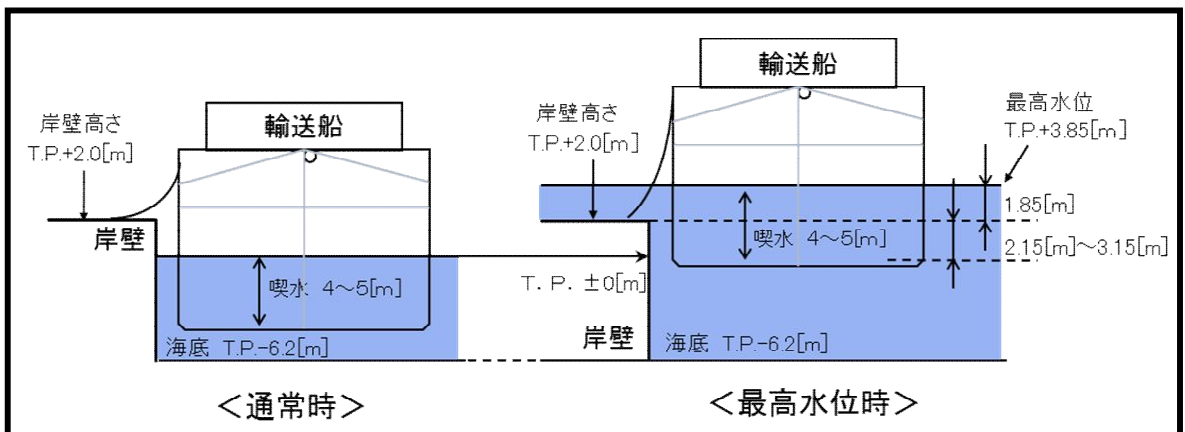 輸送船
岸壁高さ
T.P.+2.0[m]
岸壁
喫水 4～5[m]
海底 T.P.-6.2[m]
＜通常時＞
輸送船
岸壁高さ
T.P.+2.0[m]
最高水位
T.P.+3.85[m]
1.85[m]
喫水 4～5[m]
2.15[m]～3.15[m]
T. P. ±0[m]
岸壁
海底 T.P.-6.2[m]
＜最高水位時＞